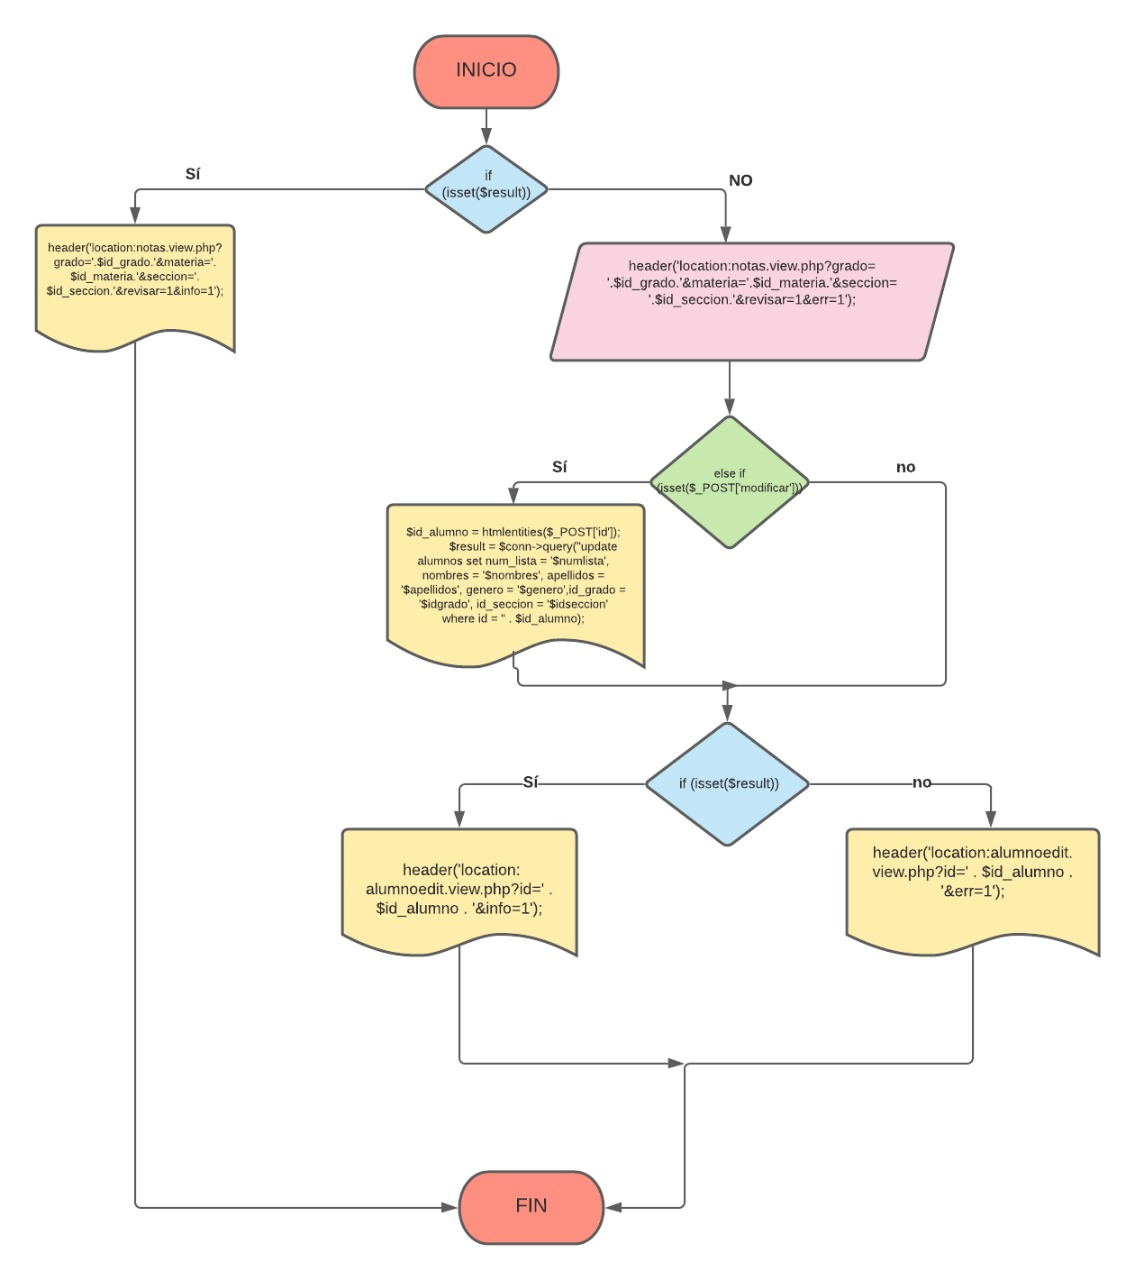 INICIO
if
(isset($result))
Sí
NO
header('location:notas.view.php?
grado='.$id_grado.'&materia='.
$id_materia.'&seccion='.
$id_seccion.'&revisar=1&info=1');
header('location:notas.view.php?grado=
'.$id_grado.'&materia='.$id_materia.'&seccion=
'.$id_seccion.'&revisar=1&err=1');
else if
(isset($_POST['modificar']))
Sí
no
$id_alumno = htmlentities($_POST['id']);
$result = $conn->query("update
alumnos set num_lista = '$numlista',
nombres = '$nombres', apellidos =
'$apellidos', genero = '$genero',id_grado =
'$idgrado', id_seccion = '$idseccion'
where id = " . $id_alumno);
if (isset($result))
Sí
no
header('location:
alumnoedit.view.php?id=' .
$id_alumno . '&info=1');
header('location:alumnoedit.
view.php?id=' . $id_alumno .
'&err=1');
FIN